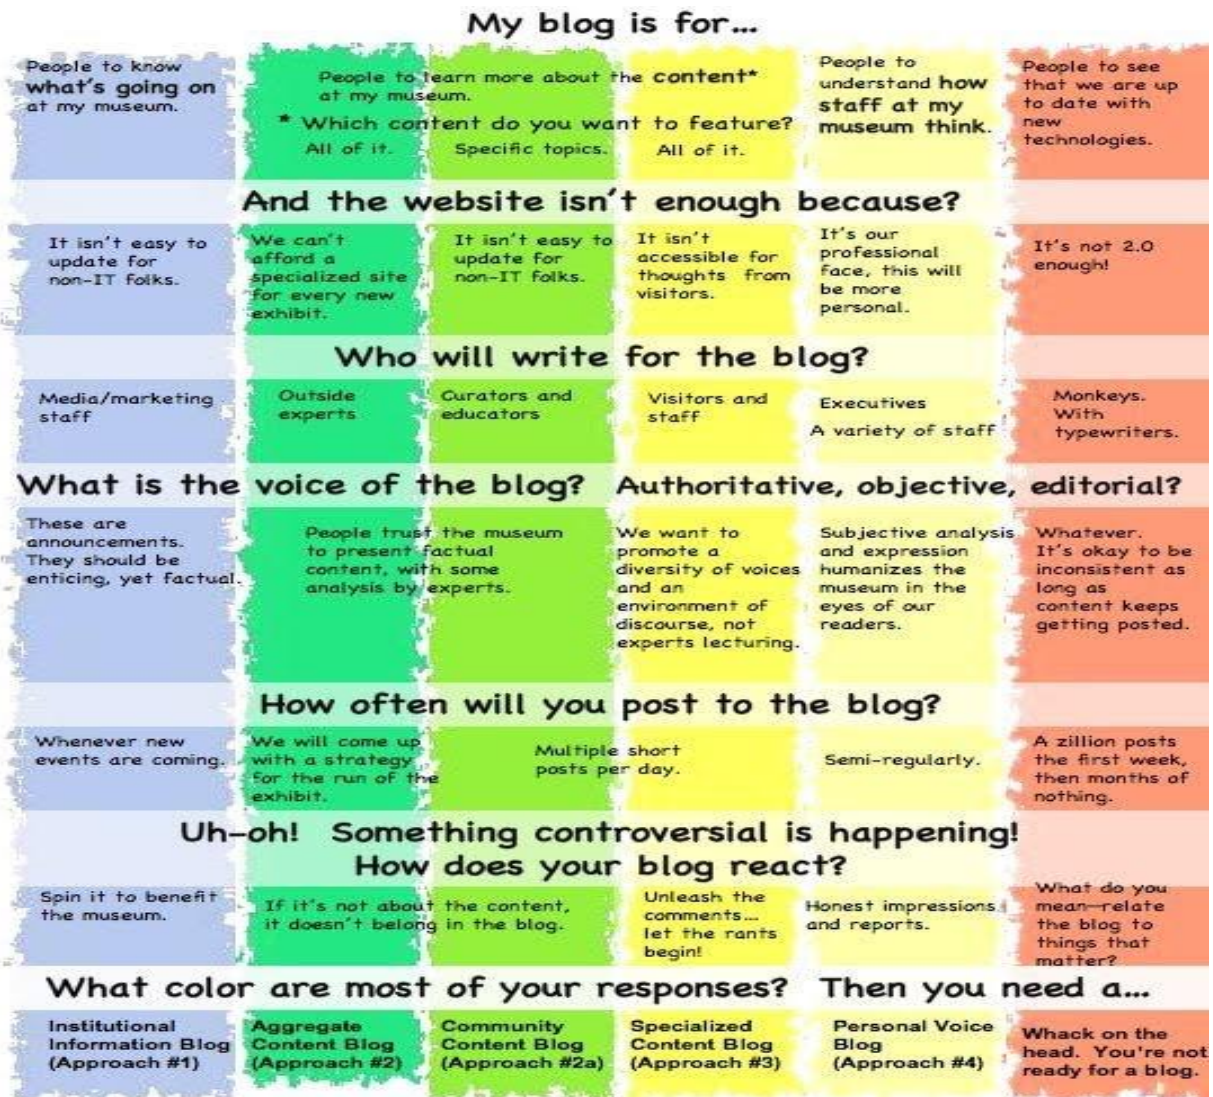 My blog is for...
People to know
what's going on
at my museum.
People to learn more about the content*
at my museum.
* Which content do you want to feature?
All of it.
Specific topics.
All of it.
People to
understand how
staff at my
museum think.
People to see
that we are up
to date with
new
technologies.
And the website isn't enough because?
It isn't easy to
update for
non-IT folks.
We can't
afford a
specialized site
for every new
exhibit.
It isn't easy to
update for
non-IT folks.
It isn't
accessible for
thoughts from
visitors.
It's our
professional
face, this will
be more
personal.
It's not 2.0
enough!
Who will write for the blog?
Media/marketing
staff
Outside
experts
Curators and
educators
Visitors and
staff
Executives
A variety of staff
Monkeys.
With
typewriters.
What is the voice of the blog? Authoritative, objective, editorial?
These are
announcements.
They should be
enticing, yet factual.
People trust the museum
to present factual
content, with some
analysis by experts.
We want to
promote a
diversity of voices
and an
environment of
discourse, not
experts lecturing.
Subjective analysis
and expression
humanizes the
museum in the
eyes of our
readers.
Whatever.
It's okay to be
inconsistent as
long as
content keeps
getting posted.
How often will you post to the blog?
Whenever new
events are coming.
We will come up
with a strategy
for the run of the
exhibit.
Multiple short
posts per day.
Semi-regularly.
A zillion posts
the first week,
then months of
nothing.
Uh-oh! Something controversial is happening!
How does your blog react?
Spin it to benefit
the museum.
If it's not about the content,
it doesn't belong in the blog.
Unleash the
comments...
let the rants
begin!
Honest impressions
and reports.
What do you
mean—relate
the blog to
things that
matter?
What color are most of your responses? Then you need a...
Institutional
Information Blog
(Approach #1)
Aggregate
Content Blog
(Approach #2)
Community
Content Blog
(Approach #2a)
Specialized
Content Blog
(Approach #3)
Personal Voice
Blog
(Approach #4)
Whack on the
head. You're not
ready for a blog.